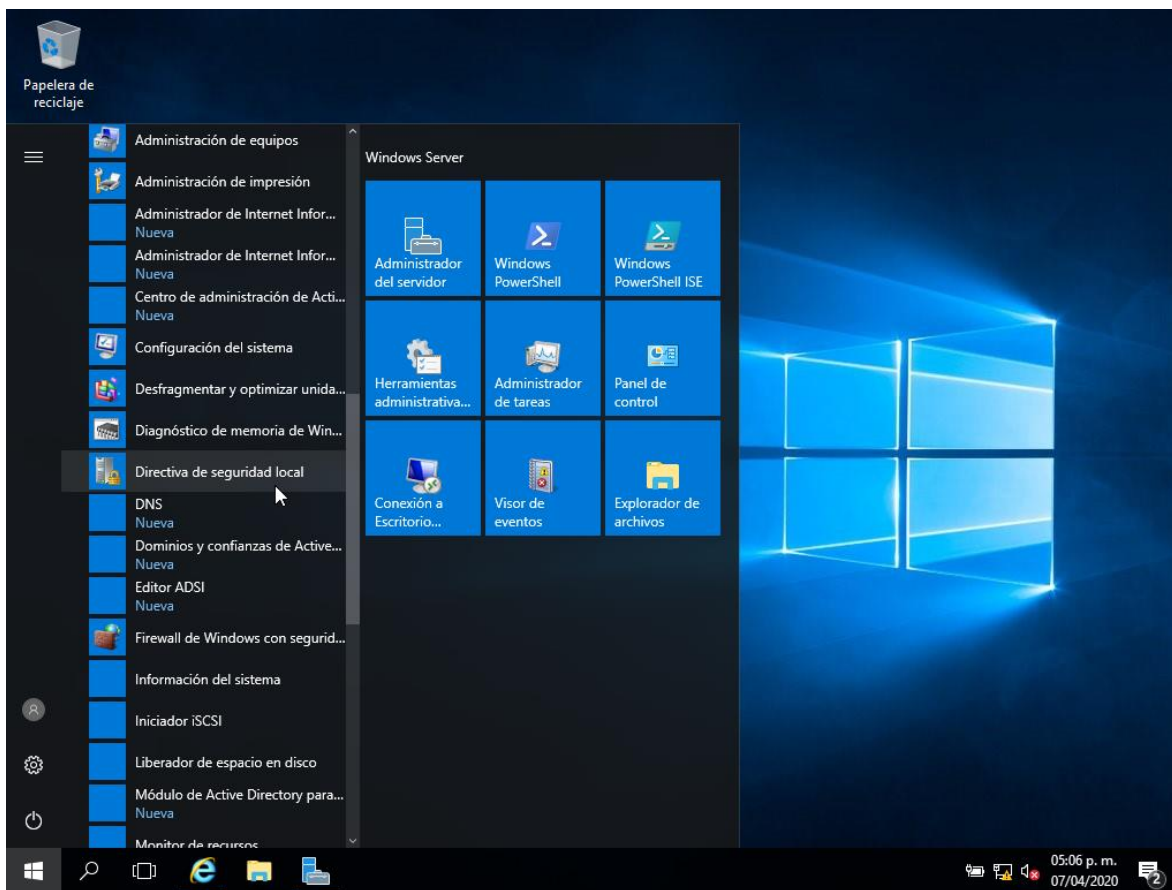 Papelera de
reciclaje
Administración de equipos
Administración de impresión
Administrador de Internet Infor...
Nueva
Administrador de Internet Infor...
Nueva
Centro de administración de Acti...
Nueva
Configuración del sistema
Desfragmentar y optimizar unida...
Diagnóstico de memoria de Win...
Directiva de seguridad local
DNS
Nueva
Dominios y confianzas de Active...
Nueva
Editor ADSI
Nueva
Firewall de Windows con segurid...
Información del sistema
Iniciador iSCSI
Liberador de espacio en disco
Módulo de Active Directory para...
Nueva
Monitor de recursos
Windows Server
Administrador
del servidor
Windows
PowerShell
Windows
PowerShell ISE
Herramientas
administrativa...
Administrador
de tareas
Panel de
control
Conexión a
Escritorio...
Visor de
eventos
Explorador de
archivos
05:06 p. m.
07/04/2020
2